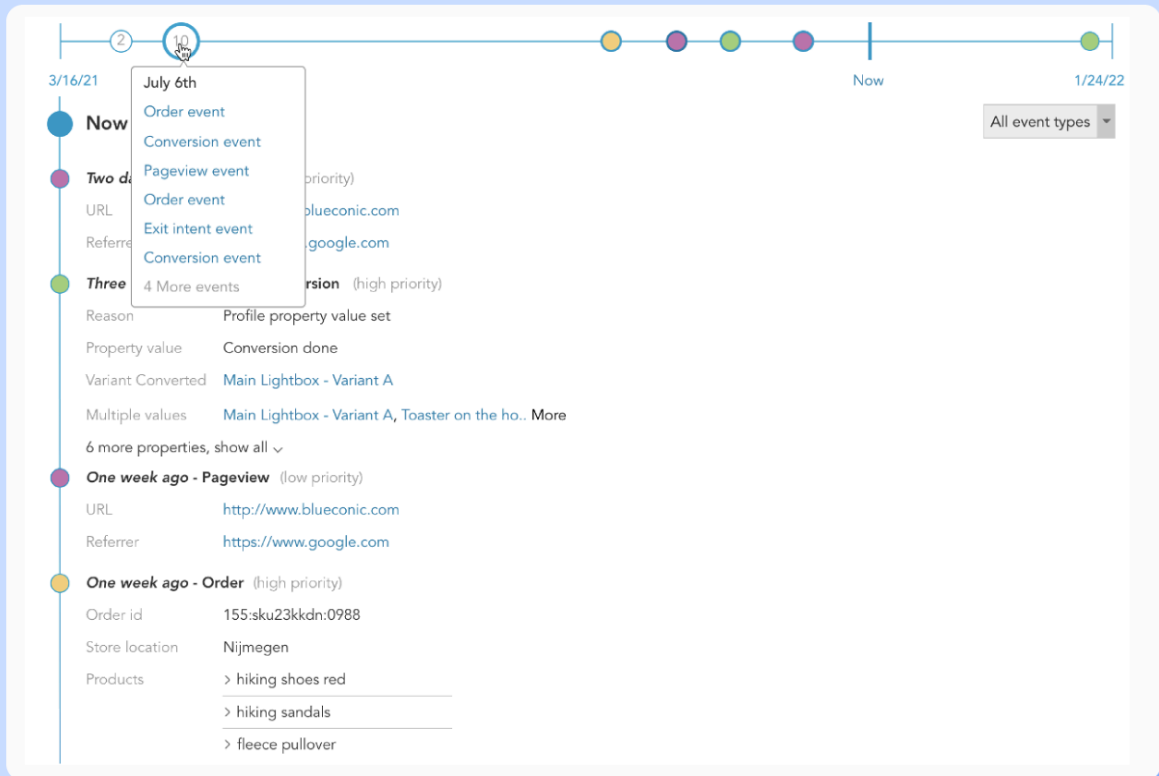 2 10
3/16/21 Now 1/24/22
July 6th
Order event
Conversion event
Pageview event
Order event
Exit intent event
Conversion event
4 More events
Now All event types
Two priority)
URL blueconic.com
google.com
Three rsion (high priority)
Reason Profile property value set
Property value Conversion done
Variant Converted Main Lightbox - Variant A
Multiple values Main Lightbox - Variant A, Toaster on the ho.. More
6 more properties, show all
One week ago - Pageview (low priority)
URL http://www.blueconic.com
Referrer https://www.google.com
One week ago - Order (high priority)
Order id 155:sku23kkdn:0988
Store location Nijmegen
Products > hiking shoes red
> hiking sandals
> fleece pullover